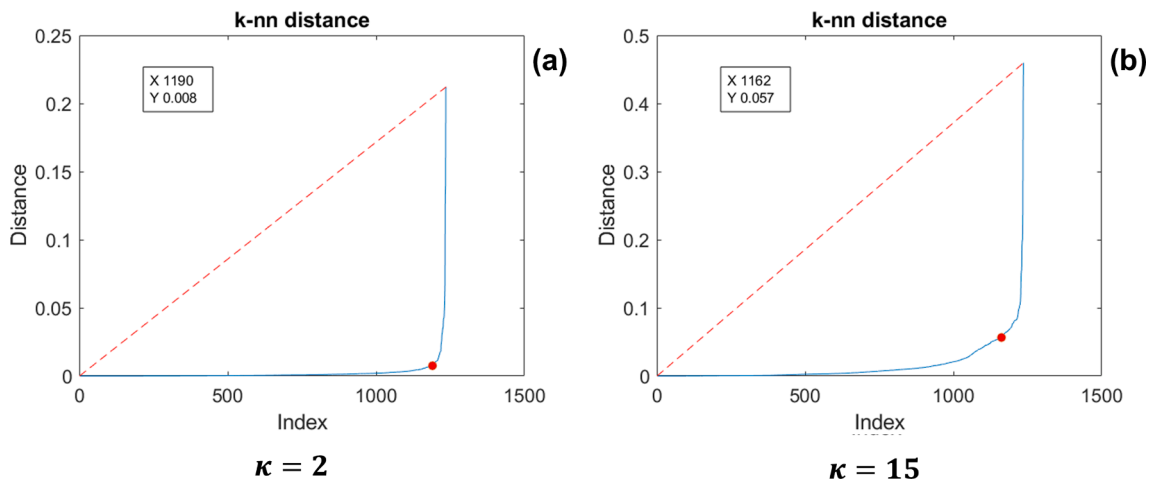 k-nn distance
(a)
X 1190
Y 0.008
0.25
0.2
0.15
0.1
0.05
0
Distance
0
500
1000
1500
Index
κ = 2
k-nn distance
(b)
X 1162
Y 0.057
0.5
0.4
0.3
0.2
0.1
0
Distance
0
500
1000
1500
Index
κ = 15